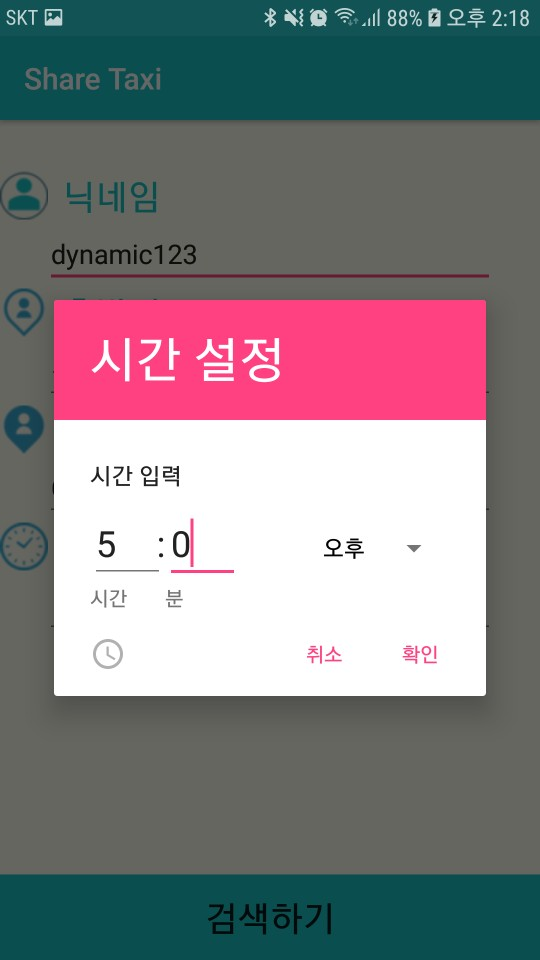 SKT 88% 오후 2:18
Share Taxi
닉네임
dynamic123
시간 설정
시간 입력
5 : 0 오후
시간 분
취소 확인
검색하기